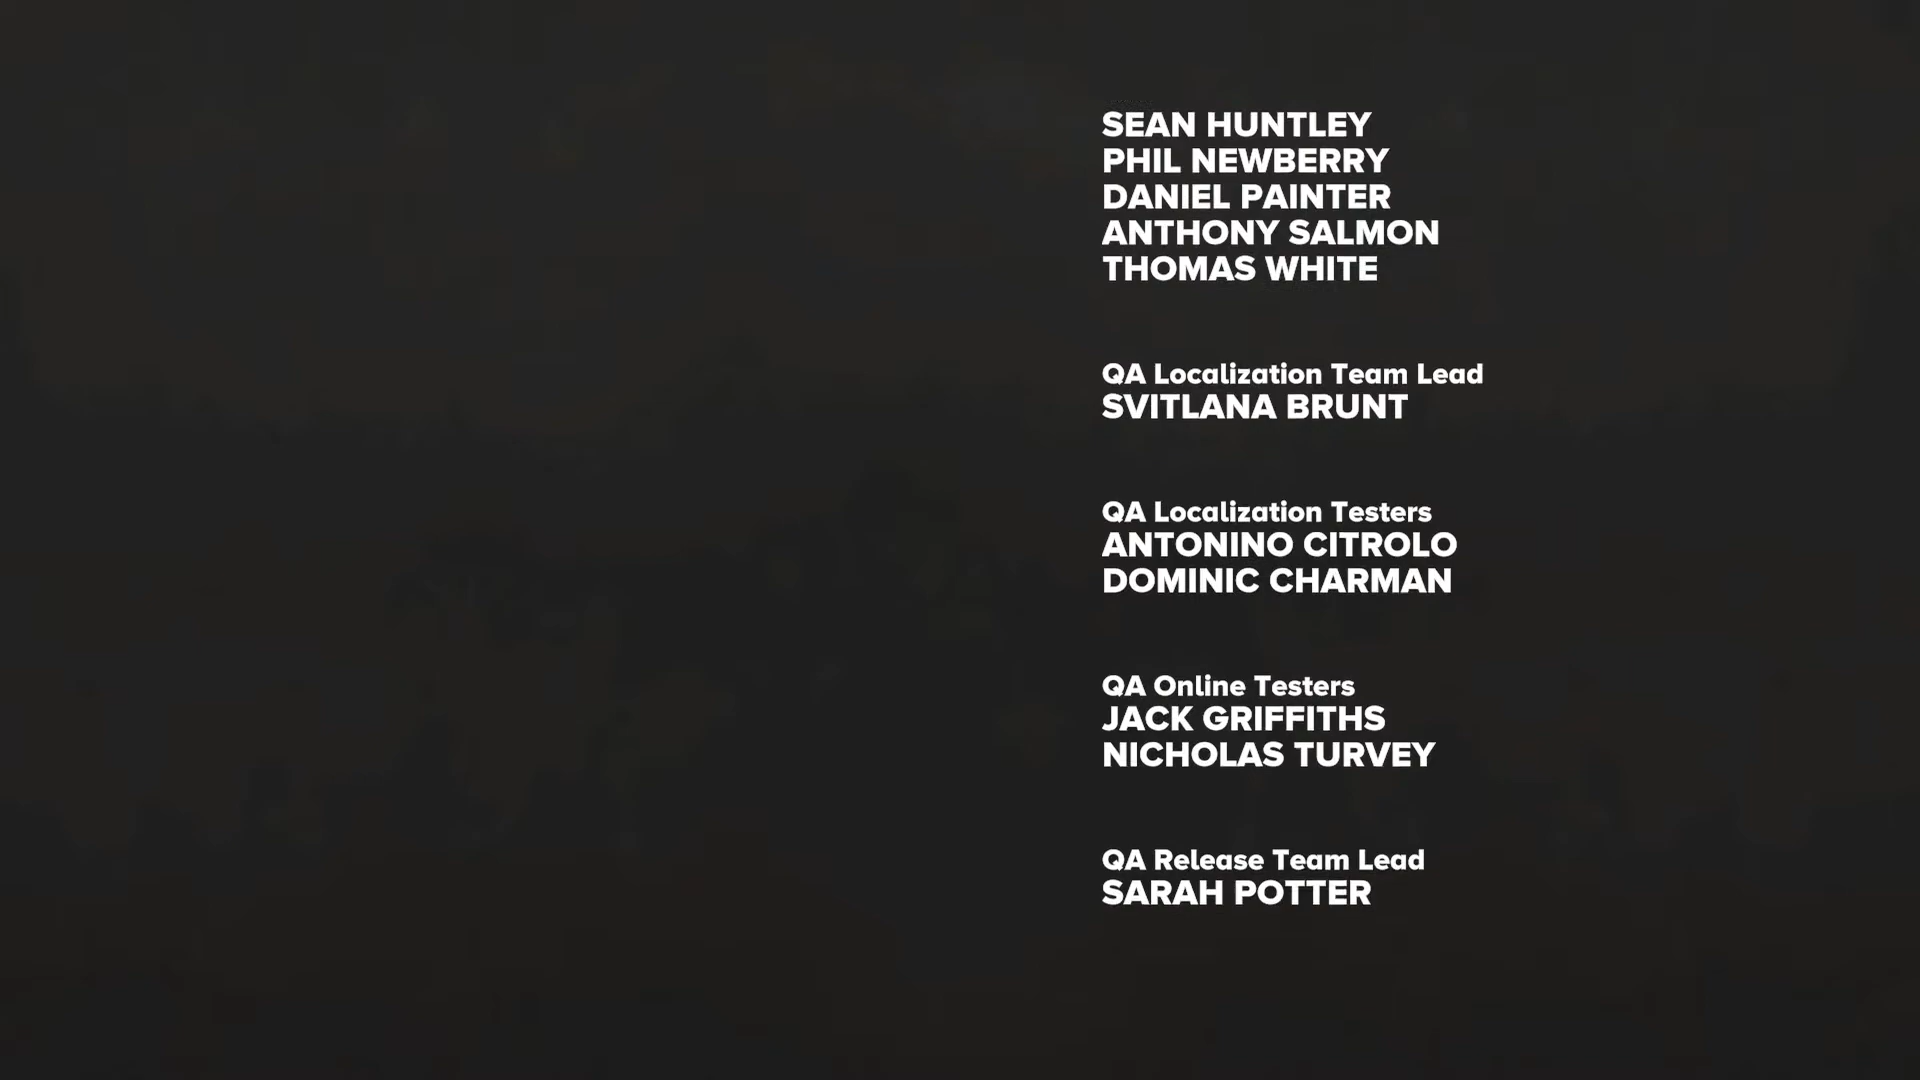 SEAN HUNTLEY
PHIL NEWBERRY
DANIEL PAINTER
ANTHONY SALMON
THOMAS WHITE
QA Localization Team Lead
SVITLANA BRUNT
QA Localization Testers
ANTONINO CITROLO
DOMINIC CHARMAN
QA Online Testers
JACK GRIFFITHS
NICHOLAS TURVEY
QA Release Team Lead
SARAH POTTER